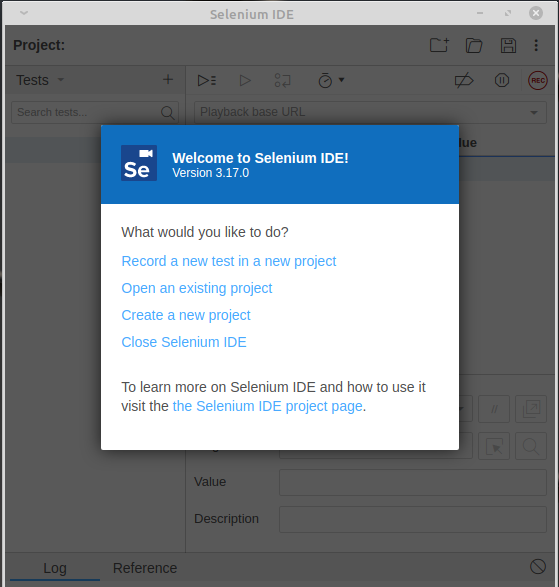 Selenium IDE
Project:
Tests
REC
Search tests...
Playback base URL
lue
Se
Welcome to Selenium IDE!
Version 3.17.0
What would you like to do?
Record a new test in a new project
Open an existing project
Create a new project
Close Selenium IDE
To learn more on Selenium IDE and how to use it
visit the the Selenium IDE project page.
//
Value
Description
Log
Reference